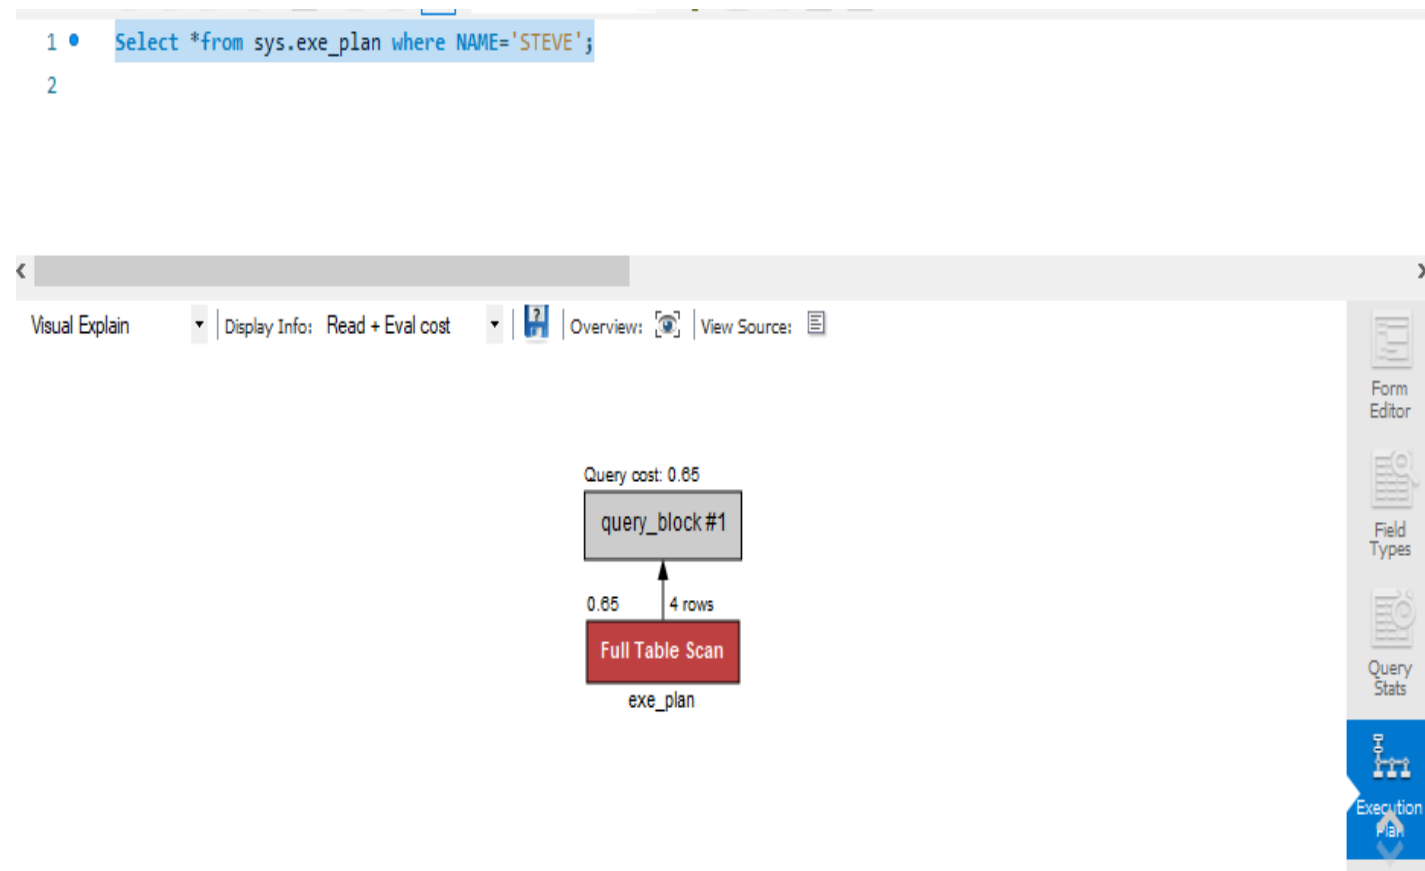 1 Select *from sys.exe_plan where NAME='STEVE';
2
Visual Explain Display Info: Read + Eval cost Overview: View Source:
Form
Editor
Query cost: 0.65
query_block #1
Field
Types
0.65 4 rows
Full Table Scan
exe_plan
Query
Stats
Execution
Plan